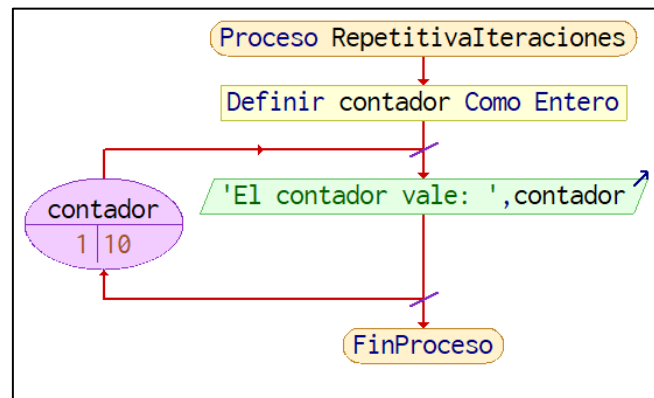 Proceso RepetitivaIteraciones
Definir contador Como Entero
'El contador vale: ',contador
contador
1 10
FinProceso